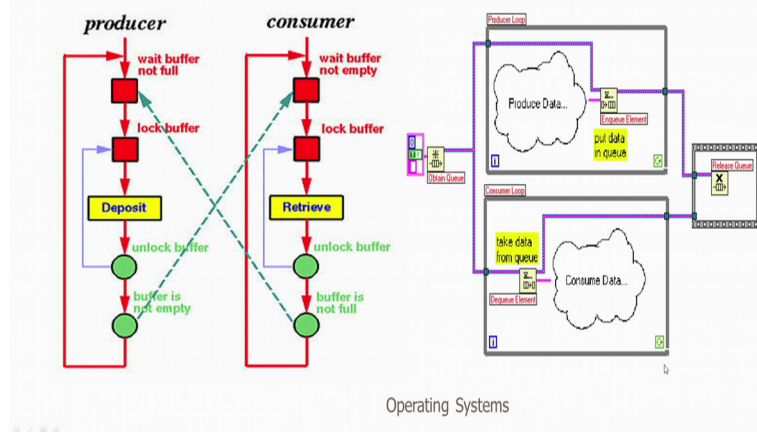 producer
wait buffer
not full
lock buffer
Deposit
unlock buffer
buffer is
not empty
consumer
wait buffer
not empty
lock buffer
Retrieve
unlock buffer
buffer is
not full
Producer Loop
Produce Data...
Enqueue Element
put data
in queue
i
Obtain Queue
Release Queue
Consumer Loop
take data
from queue
Dequeue Element
Consume Data...
i
Operating Systems